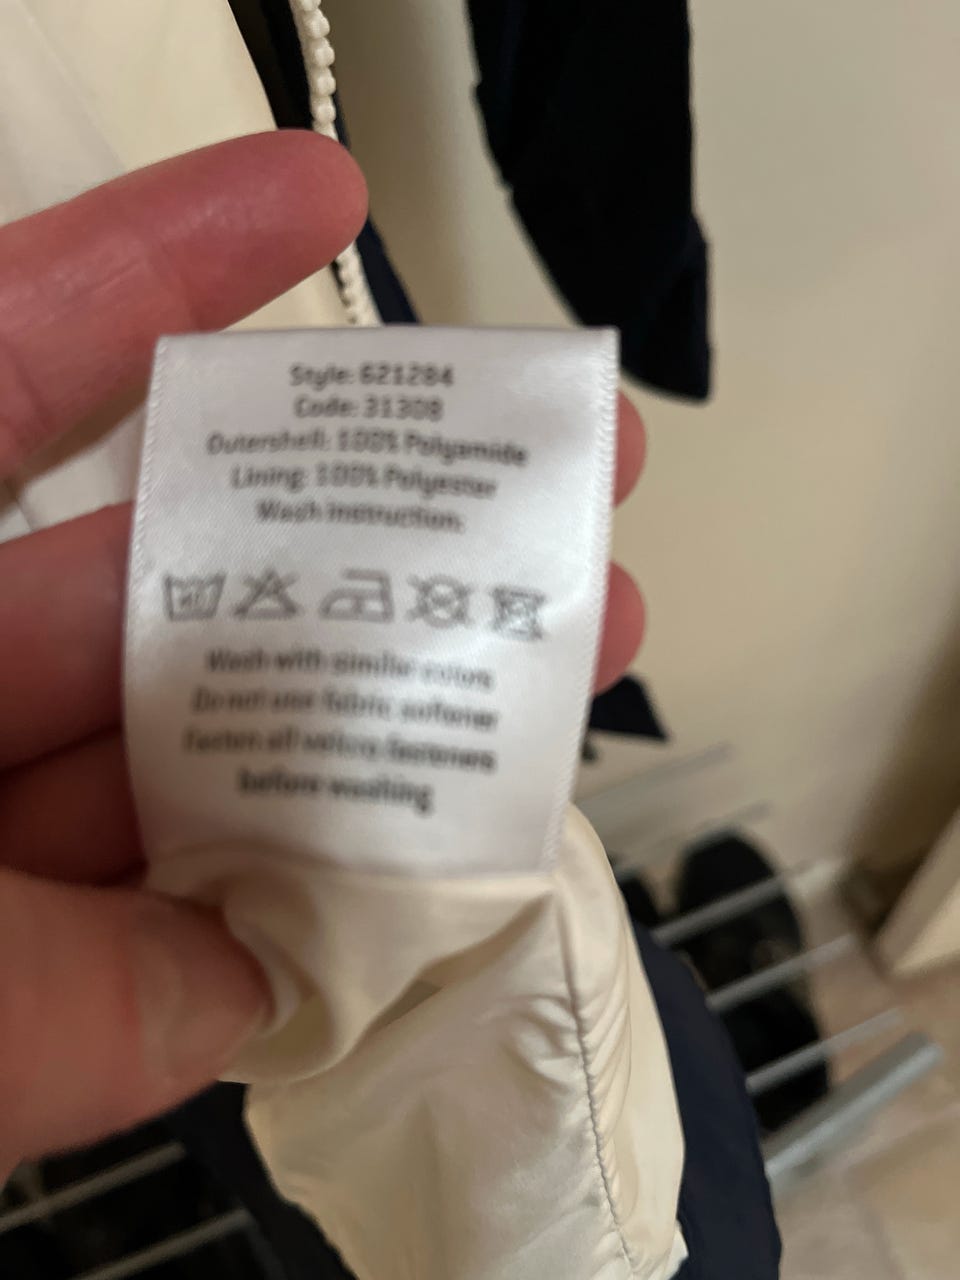 Style: 621284
Code: 31308
Outershell: 100% Polyamide
Lining: 100% Polyester
Wash instruction:
Wash with similar colors
Do not use fabric softener
Fasten all velcro fasteners
before washing